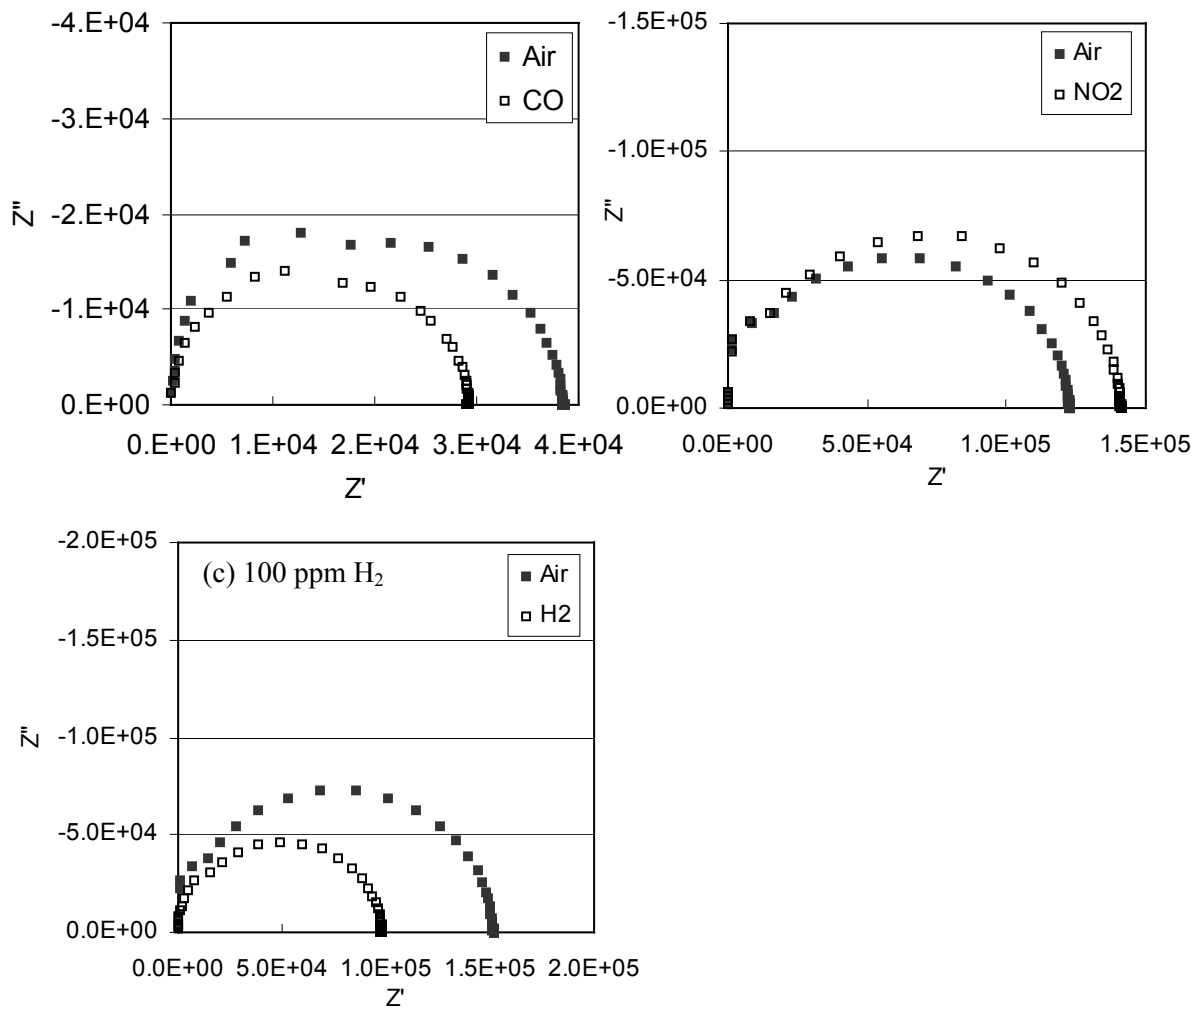 -4.E+04
-3.E+04
-2.E+04
-1.E+04
0.E+00
Z"
Air
CO
0.E+00 1.E+04 2.E+04 3.E+04 4.E+04
Z'
-1.5E+05
-1.0E+05
-5.0E+04
0.0E+00
Z"
Air
NO2
0.0E+00 5.0E+04 1.0E+05 1.5E+05
Z'
-2.0E+05
-1.5E+05
-1.0E+05
-5.0E+04
0.0E+00
Z"
(c) 100 ppm H₂
Air
H2
0.0E+00 5.0E+04 1.0E+05 1.5E+05 2.0E+05
Z'